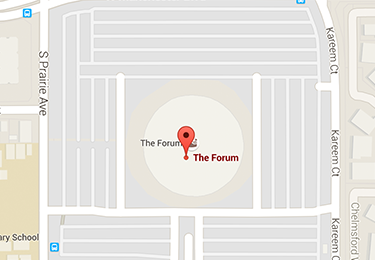 S Prairie Ave
Kareem Ct
The Forum
The Forum
Kareem Ct
Chelmsford
ary School
Kareem Ct